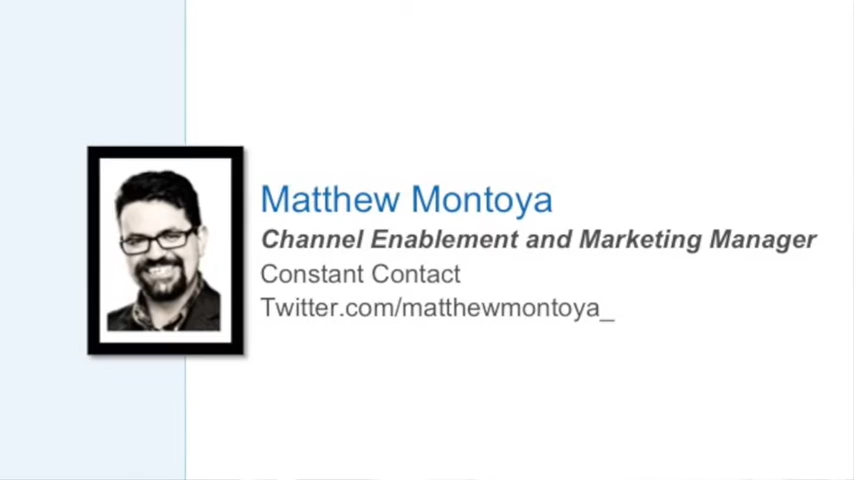 Matthew Montoya
Channel Enablement and Marketing Manager
Constant Contact
Twitter.com/matthewmontoya_